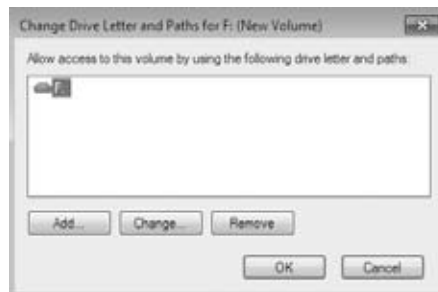 Change Drive Letter and Paths for F: (New Volume)
Allow access to this volume by using the following drive letter and paths:
F:
Add... Change... Remove
OK Cancel